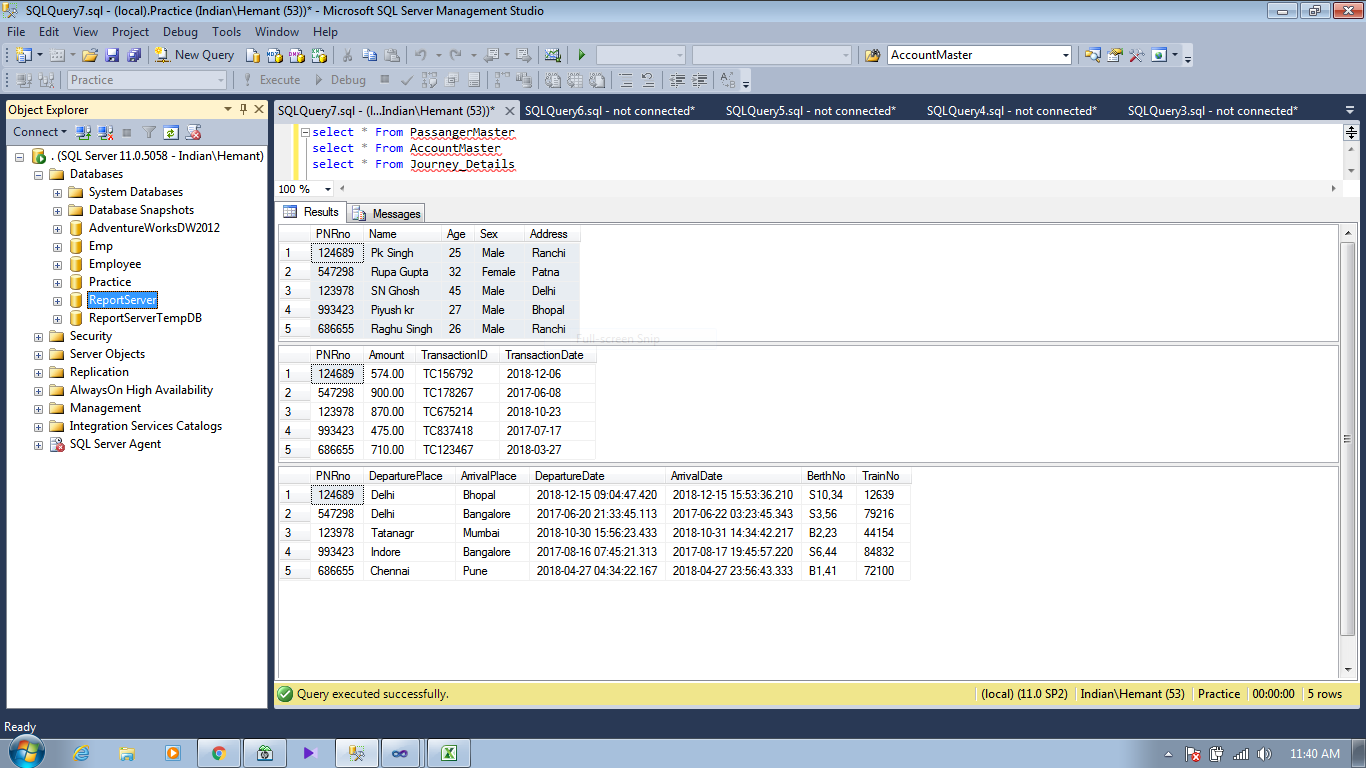 SQLQuery7.sql - (local).Practice (Indian\Hemant (53))* - Microsoft SQL Server Management Studio
File Edit View Project Debug Tools Window Help
New Query AccountMaster
Practice Execute Debug
Object Explorer
Connect
. (SQL Server 11.0.5058 - Indian\Hemant)
Databases
System Databases
Database Snapshots
AdventureWorksDW2012
Emp
Employee
Practice
ReportServer
ReportServerTempDB
Security
Server Objects
Replication
AlwaysOn High Availability
Management
Integration Services Catalogs
SQL Server Agent
SQLQuery7.sql - (l...Indian\Hemant (53))* SQLQuery6.sql - not connected* SQLQuery5.sql - not connected* SQLQuery4.sql - not connected* SQLQuery3.sql - not connected*
select * From PassangerMaster
select * From AccountMaster
select * From Journey_Details
100 %
Results Messages
PNRno Name Age Sex Address
1 124689 Pk Singh 25 Male Ranchi
2 547298 Rupa Gupta 32 Female Patna
3 123978 SN Ghosh 45 Male Delhi
4 993423 Piyush kr 27 Male Bhopal
5 686655 Raghu Singh 26 Male Ranchi
Full-screen Snip
PNRno Amount TransactionID TransactionDate
1 124689 574.00 TC156792 2018-12-06
2 547298 900.00 TC178267 2017-06-08
3 123978 870.00 TC675214 2018-10-23
4 993423 475.00 TC837418 2017-07-17
5 686655 710.00 TC123467 2018-03-27
PNRno DeparturePlace ArrivalPlace DepartureDate ArrivalDate BerthNo TrainNo
1 124689 Delhi Bhopal 2018-12-15 09:04:47.420 2018-12-15 15:53:36.210 S10,34 12639
2 547298 Delhi Bangalore 2017-06-20 21:33:45.113 2017-06-22 03:23:45.343 S3,56 79216
3 123978 Tatanagr Mumbai 2018-10-30 15:56:23.433 2018-10-31 14:34:42.217 B2,23 44154
4 993423 Indore Bangalore 2017-08-16 07:45:21.313 2017-08-17 19:45:57.220 S6,44 84832
5 686655 Chennai Pune 2018-04-27 04:34:22.167 2018-04-27 23:56:43.333 B1,41 72100
Query executed successfully. (local) (11.0 SP2) Indian\Hemant (53) Practice 00:00:00 5 rows
Ready
11:40 AM